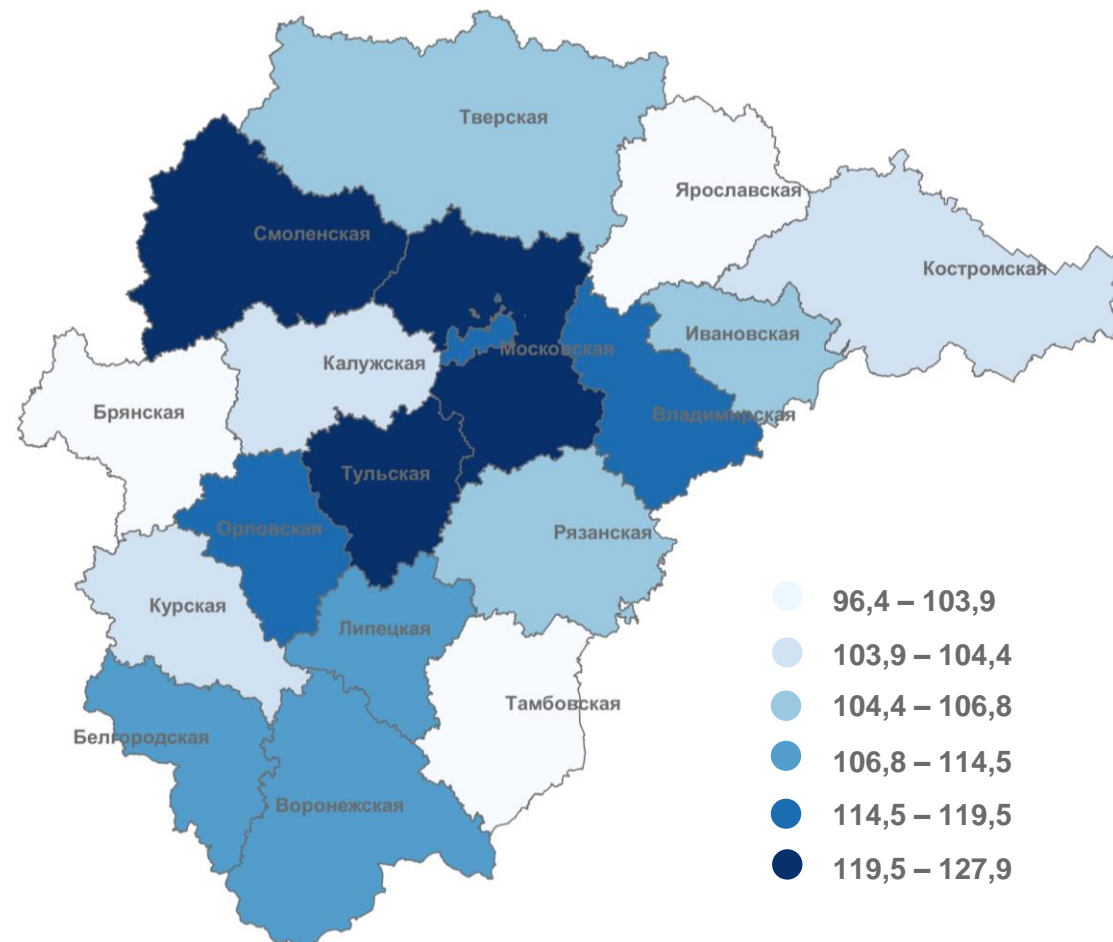 Тверская
Ярославская
Смоленская
Костромская
Ивановская
Московская
Калужская
Брянская
Владимирская
Тульская
Орловская
Рязанская
Курская
Липецкая
Тамбовская
Белгородская
Воронежская
96,4 – 103,9
103,9 – 104,4
104,4 – 106,8
106,8 – 114,5
114,5 – 119,5
119,5 – 127,9